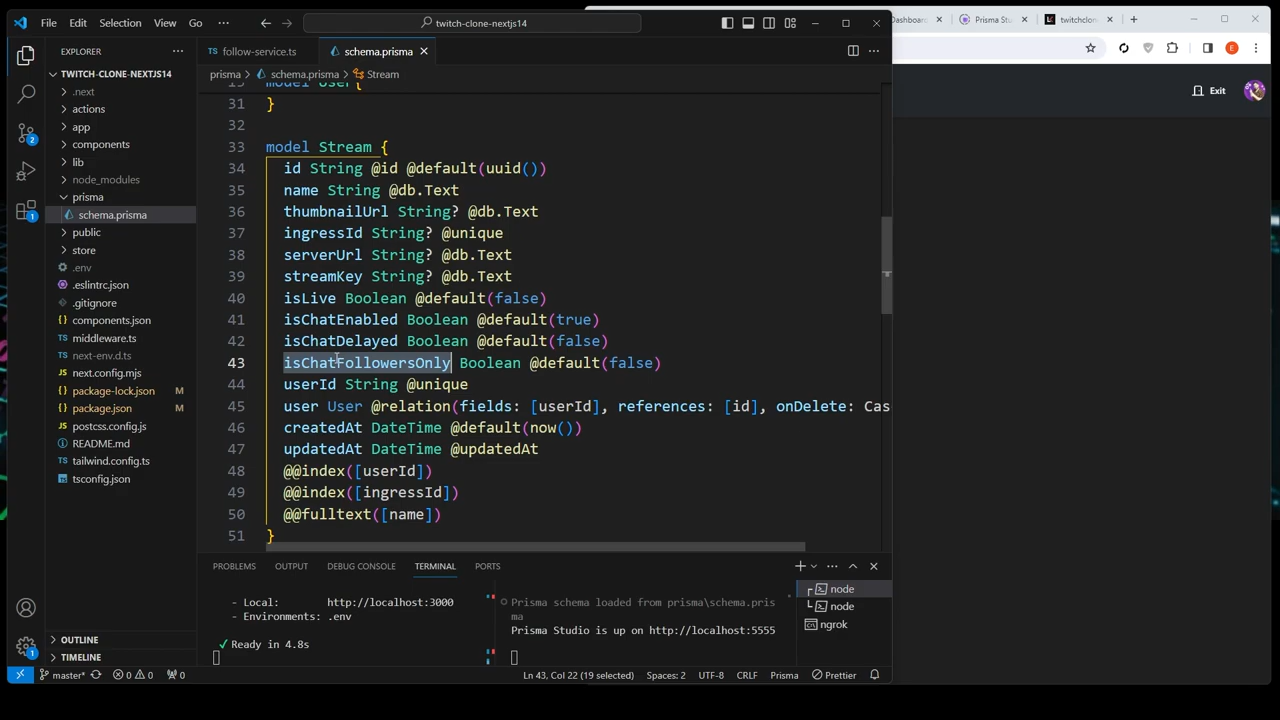 File Edit Selection View Go ··· twitch-clone-nextjs14
Dashboar Prisma Stu twitchclon
EXPLORER
follow-service.ts schema.prisma
TWITCH-CLONE-NEXTJS14
prisma > schema.prisma > Stream
Exit
.next
actions
app
components
lib
node_modules
prisma
schema.prisma
public
store
.env
.eslintrc.json
.gitignore
components.json
middleware.ts
next-env.d.ts
next.config.mjs
package-lock.json M
package.json M
postcss.config.js
README.md
tailwind.config.ts
tsconfig.json
OUTLINE
TIMELINE
31 }
32
33 model Stream {
34 id String @id @default(uuid())
35 name String @db.Text
36 thumbnailUrl String? @db.Text
37 ingressId String? @unique
38 serverUrl String? @db.Text
39 streamKey String? @db.Text
40 isLive Boolean @default(false)
41 isChatEnabled Boolean @default(true)
42 isChatDelayed Boolean @default(false)
43 isChatFollowersOnly Boolean @default(false)
44 userId String @unique
45 user User @relation(fields: [userId], references: [id], onDelete: Cas
46 createdAt DateTime @default(now())
47 updatedAt DateTime @updatedAt
48 @@index([userId])
49 @@index([ingressId])
50 @@fulltext([name])
51 }
PROBLEMS OUTPUT DEBUG CONSOLE TERMINAL PORTS
- Local: http://localhost:3000
- Environments: .env
✓ Ready in 4.8s
Prisma schema loaded from prisma\schema.pris
ma
Prisma Studio is up on http://localhost:5555
node
node
ngrok
master* 0 0 0 Ln 43, Col 22 (19 selected) Spaces: 2 UTF-8 CRLF Prisma Prettier